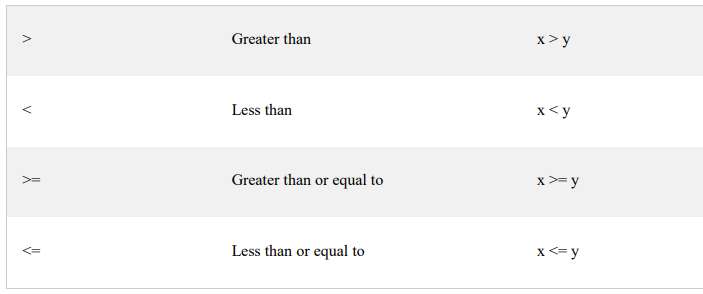 > Greater than x > y
< Less than x < y
>= Greater than or equal to x >= y
<= Less than or equal to x <= y